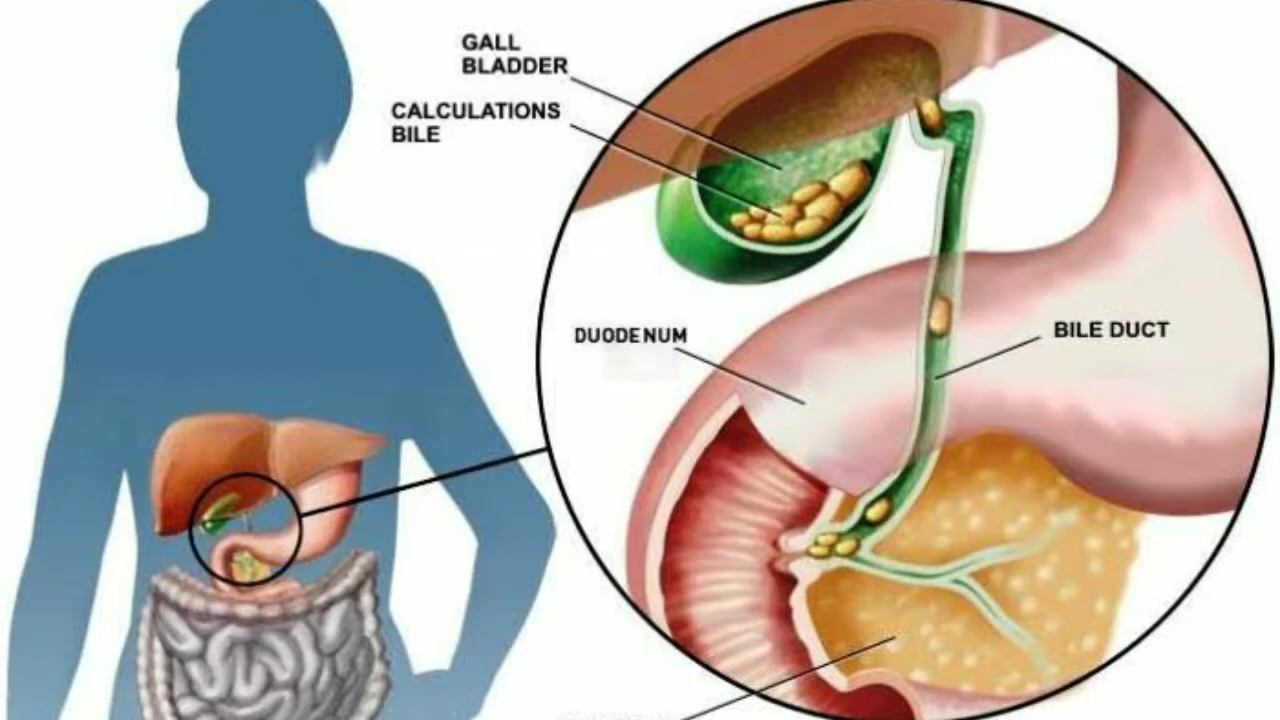 GALL
BLADDER
CALCULATIONS
BILE
DUODENUM
BILE DUCT